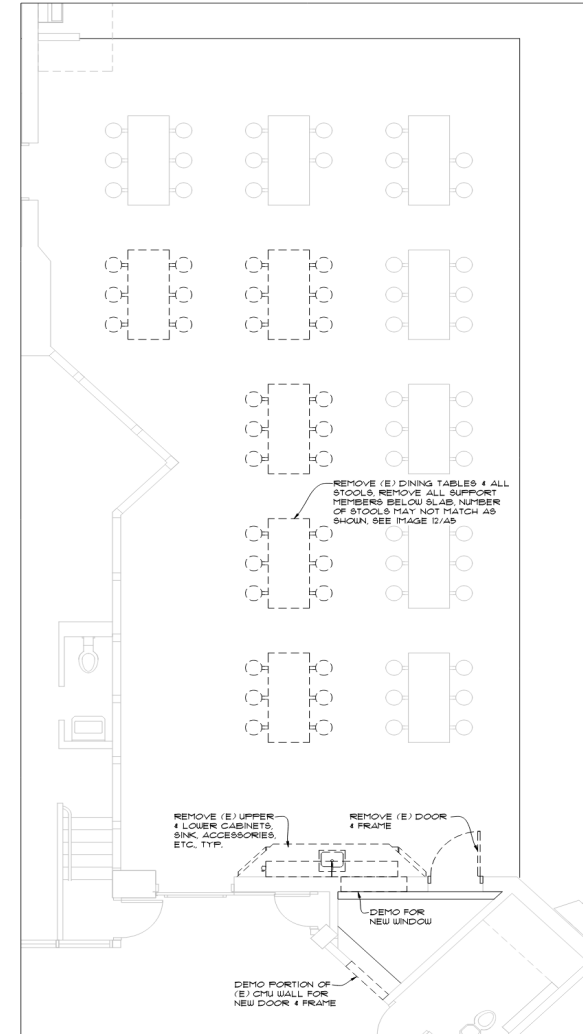 REMOVE (E) DINING TABLES & ALL
STOOLS, REMOVE ALL SUPPORT
MEMBERS BELOW SLAB, NUMBER
OF STOOLS MAY NOT MATCH AS
SHOWN, SEE IMAGE 12/A5
REMOVE (E) UPPER
& LOWER CABINETS,
SINK, ACCESSORIES,
ETC., TYP.
REMOVE (E) DOOR
& FRAME
DEMO FOR
NEW WINDOW
DEMO PORTION OF
(E) CMU WALL FOR
NEW DOOR & FRAME